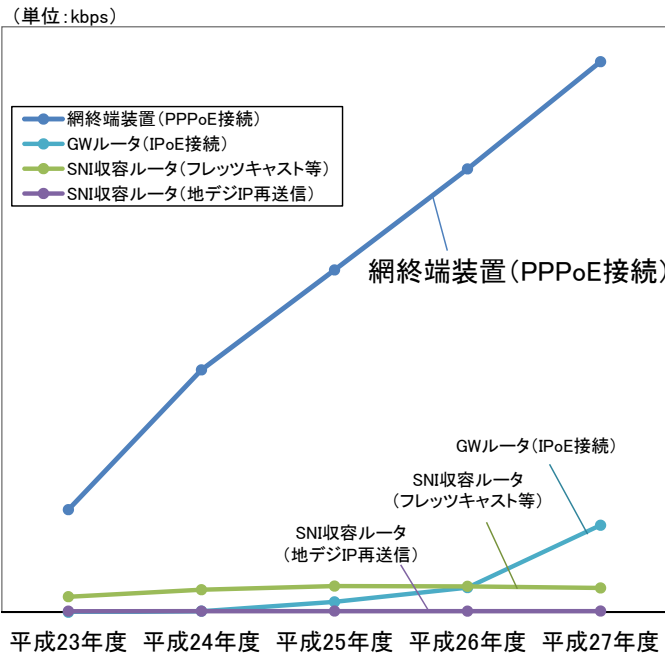 (単位:kbps)
網終端装置(PPPoE接続)
GWルータ(IPoE接続)
SNI収容ルータ(フレッツキャスト等)
SNI収容ルータ(地デジIP再送信)
網終端装置(PPPoE接続)
GWルータ(IPoE接続)
SNI収容ルータ
(フレッツキャスト等)
SNI収容ルータ
(地デジIP再送信)
平成23年度 平成24年度 平成25年度 平成26年度 平成27年度